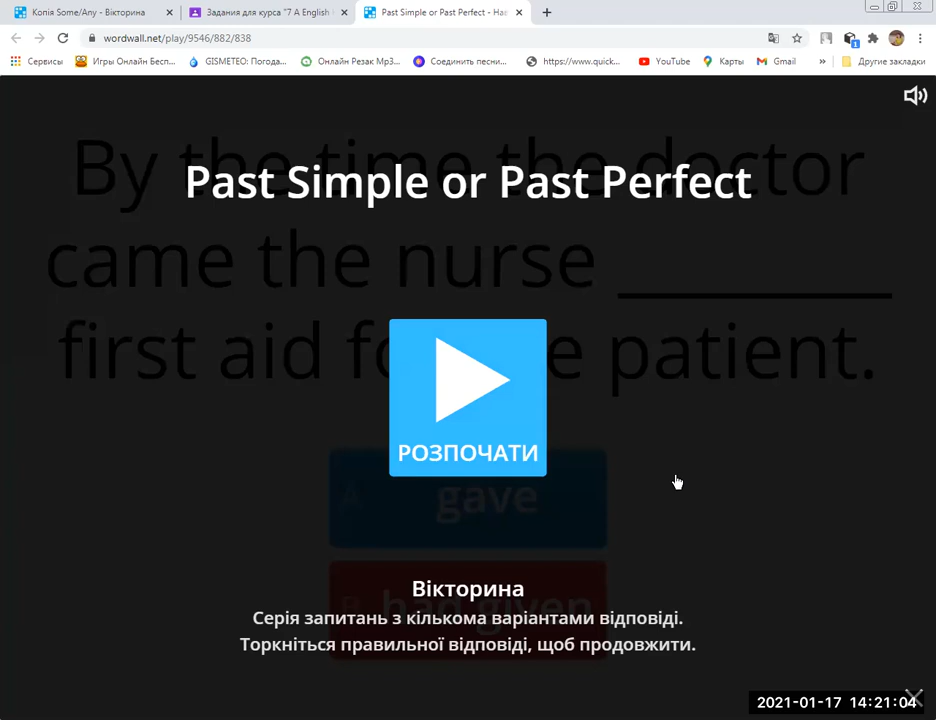 Копія Some/Any - Вікторина
Задания для курса "7 A English
Past Simple or Past Perfect - Нав
wordwall.net/play/9546/882/838
Сервисы
Игры Онлайн Бесп...
GISMETEO: Погода...
Онлайн Резак Mp3...
Соединить песни...
https://www.quick...
YouTube
Карты
Gmail
»
Другие закладки
By the time the doctor
Past Simple or Past Perfect
came the nurse ________
first aid patient.
РОЗПОЧАТИ
A gave
Вікторина
had given
Серія запитань з кількома варіантами відповіді.
Торкніться правильної відповіді, щоб продовжити.
2021-01-17 14:21:04